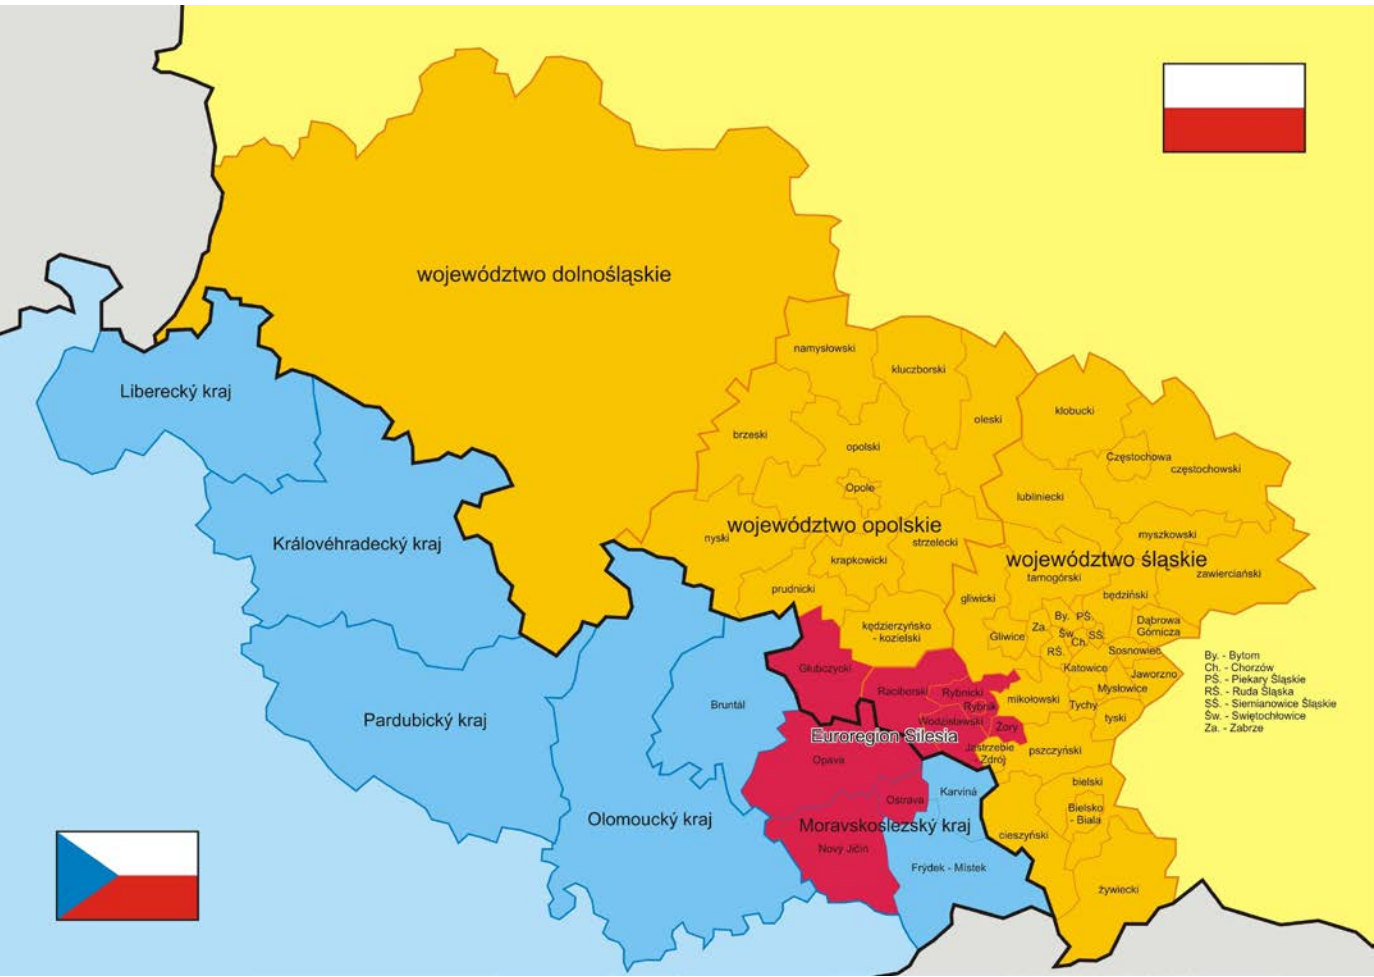 województwo dolnośląskie
namysłowski
kluczborski
Liberecký kraj
kłobucki
oleski
brzeski
opolski
Częstochowa
częstochowski
Opole
lubliniecki
województwo opolskie
nyski
strzelecki
myszkowski
Královéhradecký kraj
krapkowicki
województwo śląskie
tarnogórski
zawierciański
prudnicki
gliwicki
będziński
By.
PŚ.
kędzierzyńsko
- kozielski
Za.
Gliwice
Św.
Ch.
SŚ.
Dąbrowa
Górnicza
RŚ.
Sosnowiec
Głubczycki
Katowice
Jaworzno
By. - Bytom
Ch. - Chorzów
PŚ. - Piekary Śląskie
RŚ. - Ruda Śląska
SŚ. - Siemianowice Śląskie
Św. - Swiętochłowice
Za. - Zabrze
Raciborski
Rybnicki
Mysłowice
mikołowski
Rybnik
Tychy
Bruntál
Pardubický kraj
Wodzisławski
Żory
tyski
Euroregion Silesia
Jastrzębie
- Zdrój
pszczyński
Opava
bielski
Karviná
Ostrava
Bielsko
- Biala
Olomoucký kraj
Moravskoslezský kraj
cieszyński
Nový Jičín
Frýdek - Místek
żywiecki